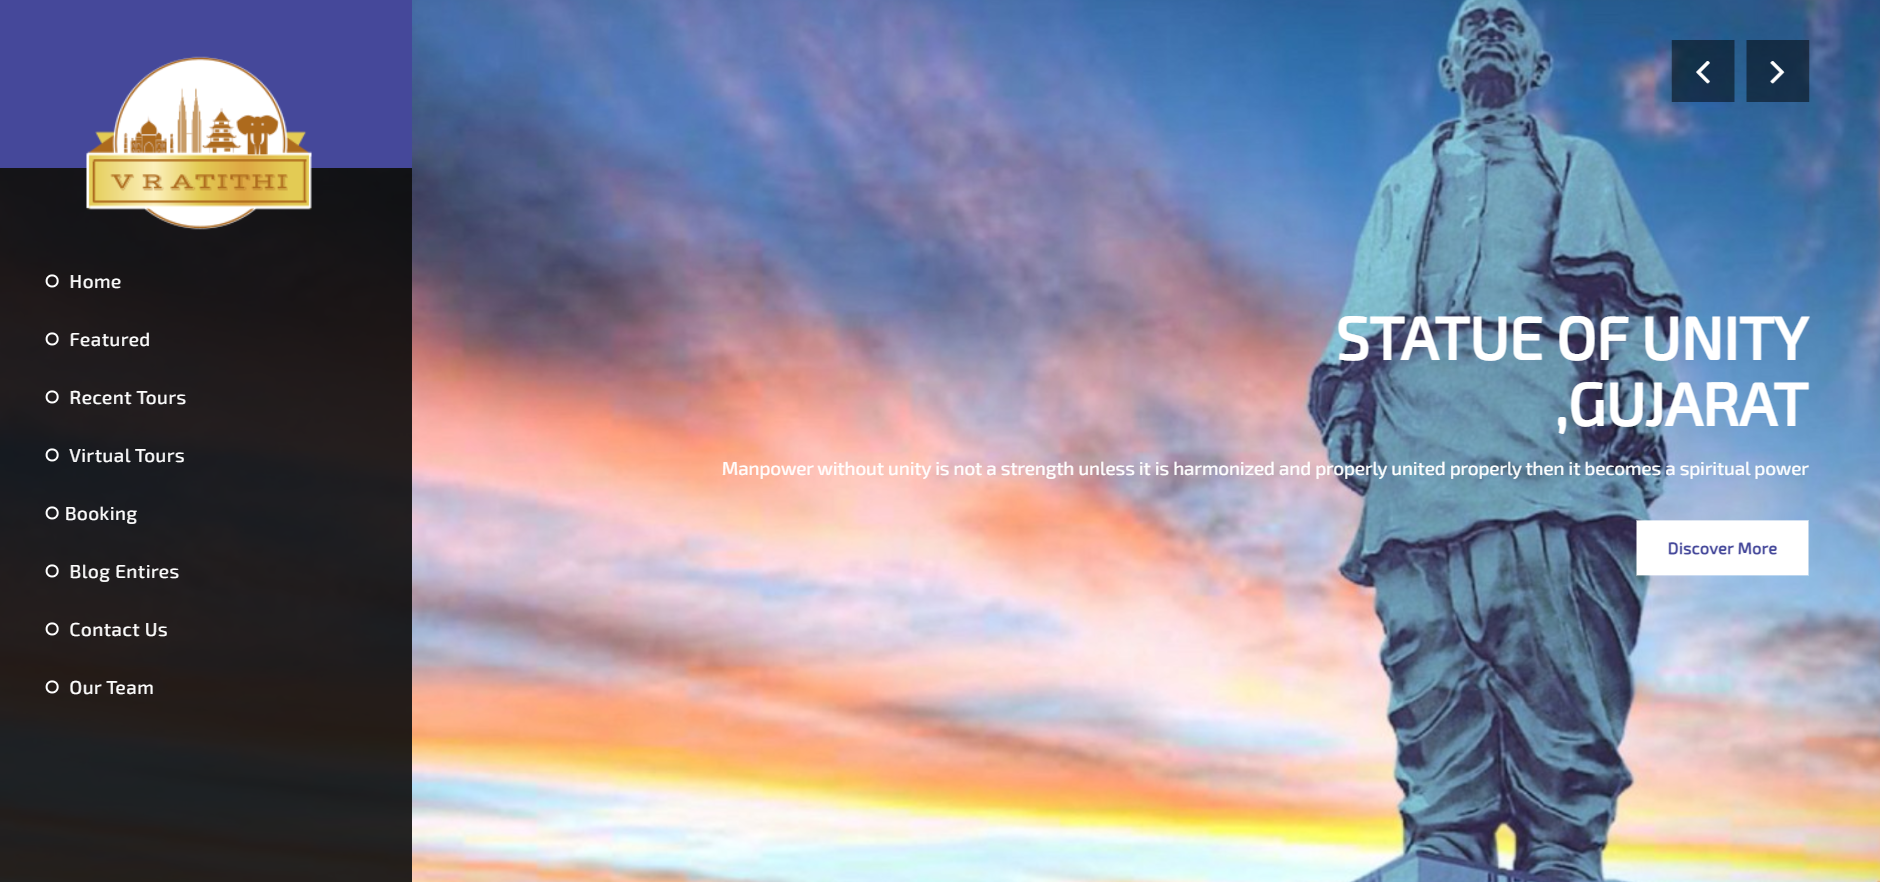 V R ATITHI
Home
Featured
Recent Tours
Virtual Tours
Booking
Blog Entires
Contact Us
Our Team
STATUE OF UNITY
,GUJARAT
Manpower without unity is not a strength unless it is harmonized and properly united properly then it becomes a spiritual power
Discover More